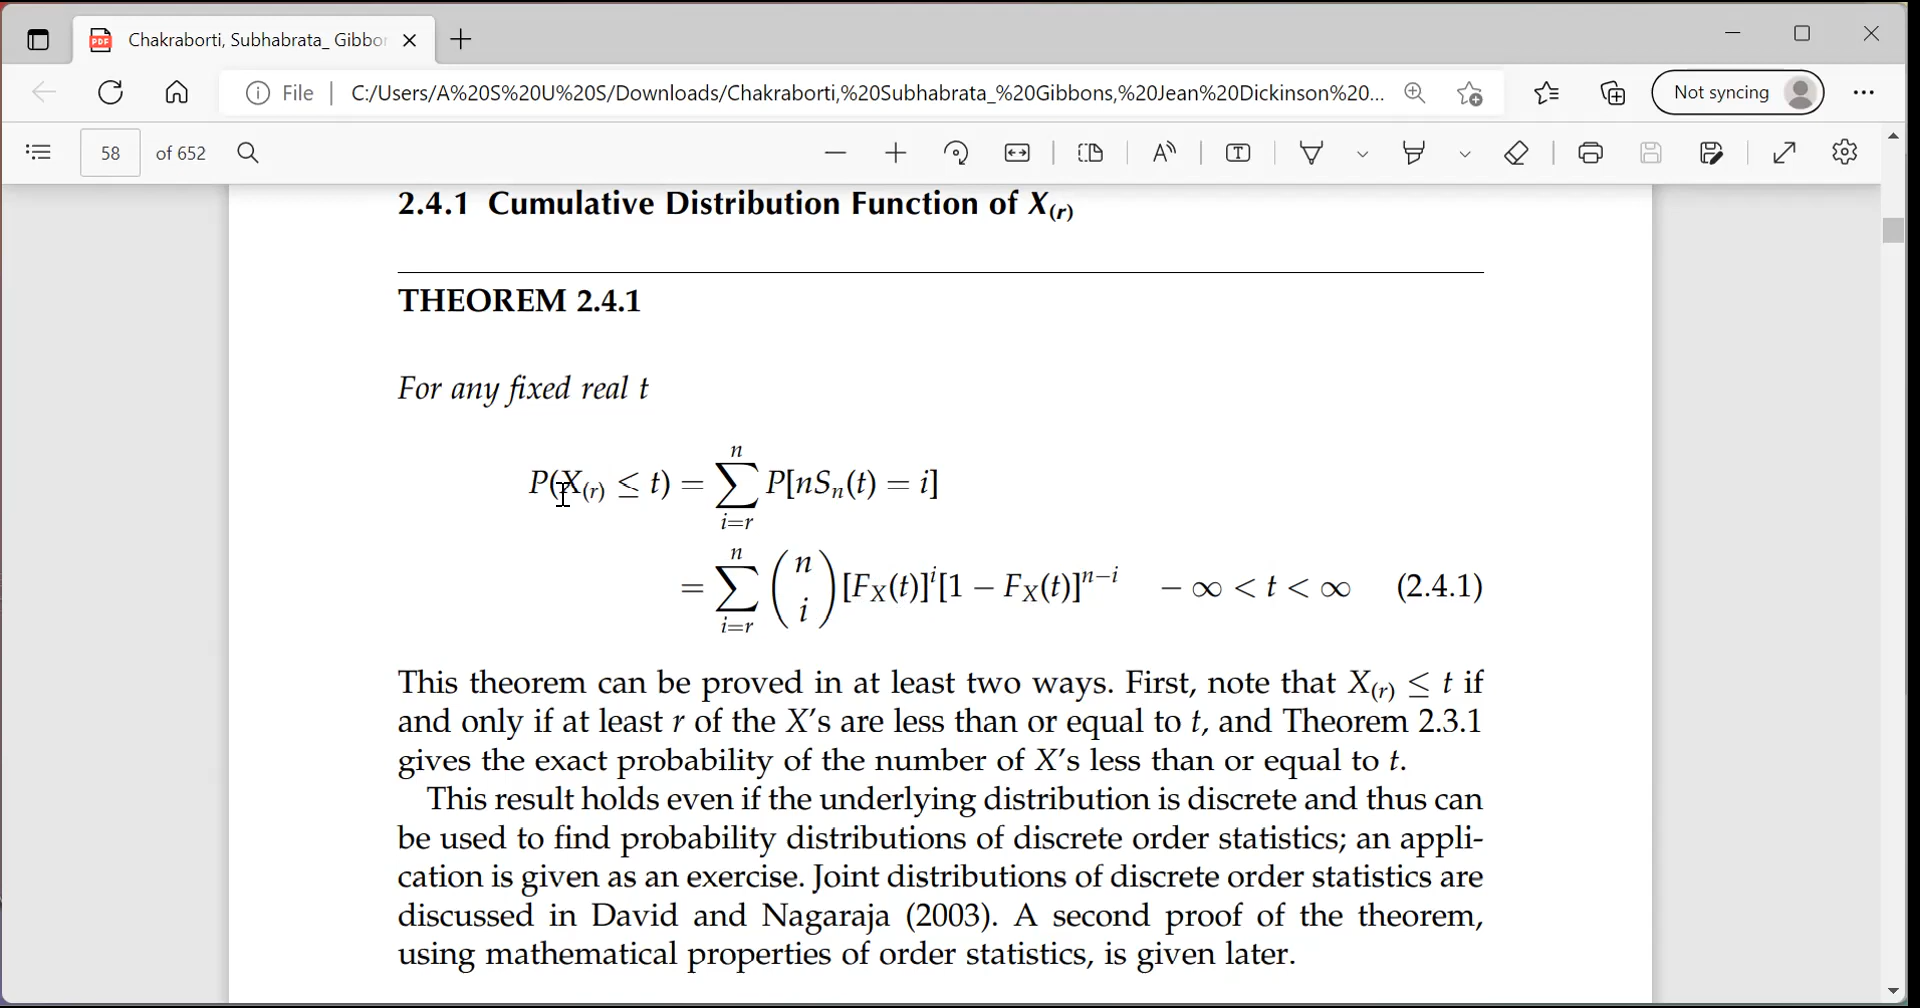 Chakraborti, Subhabrata_ Gibbo
File
C:/Users/A%20S%20U%20S/Downloads/Chakraborti,%20Subhabrata_%20Gibbons,%20Jean%20Dickinson%20...
Not syncing
58 of 652
2.4.1 Cumulative Distribution Function of X(r)
THEOREM 2.4.1
For any fixed real t
P(X(r) ≤ t) = ∑_{i=r}^{n} P[nSₙ(t) = i]
= ∑_{i=r}^{n} (n i) [F_X(t)]^i[1 − F_X(t)]^{n−i} − ∞ < t < ∞ (2.4.1)
This theorem can be proved in at least two ways. First, note that X(r) ≤ t if
and only if at least r of the X's are less than or equal to t, and Theorem 2.3.1
gives the exact probability of the number of X's less than or equal to t.
This result holds even if the underlying distribution is discrete and thus can
be used to find probability distributions of discrete order statistics; an appli-
cation is given as an exercise. Joint distributions of discrete order statistics are
discussed in David and Nagaraja (2003). A second proof of the theorem,
using mathematical properties of order statistics, is given later.